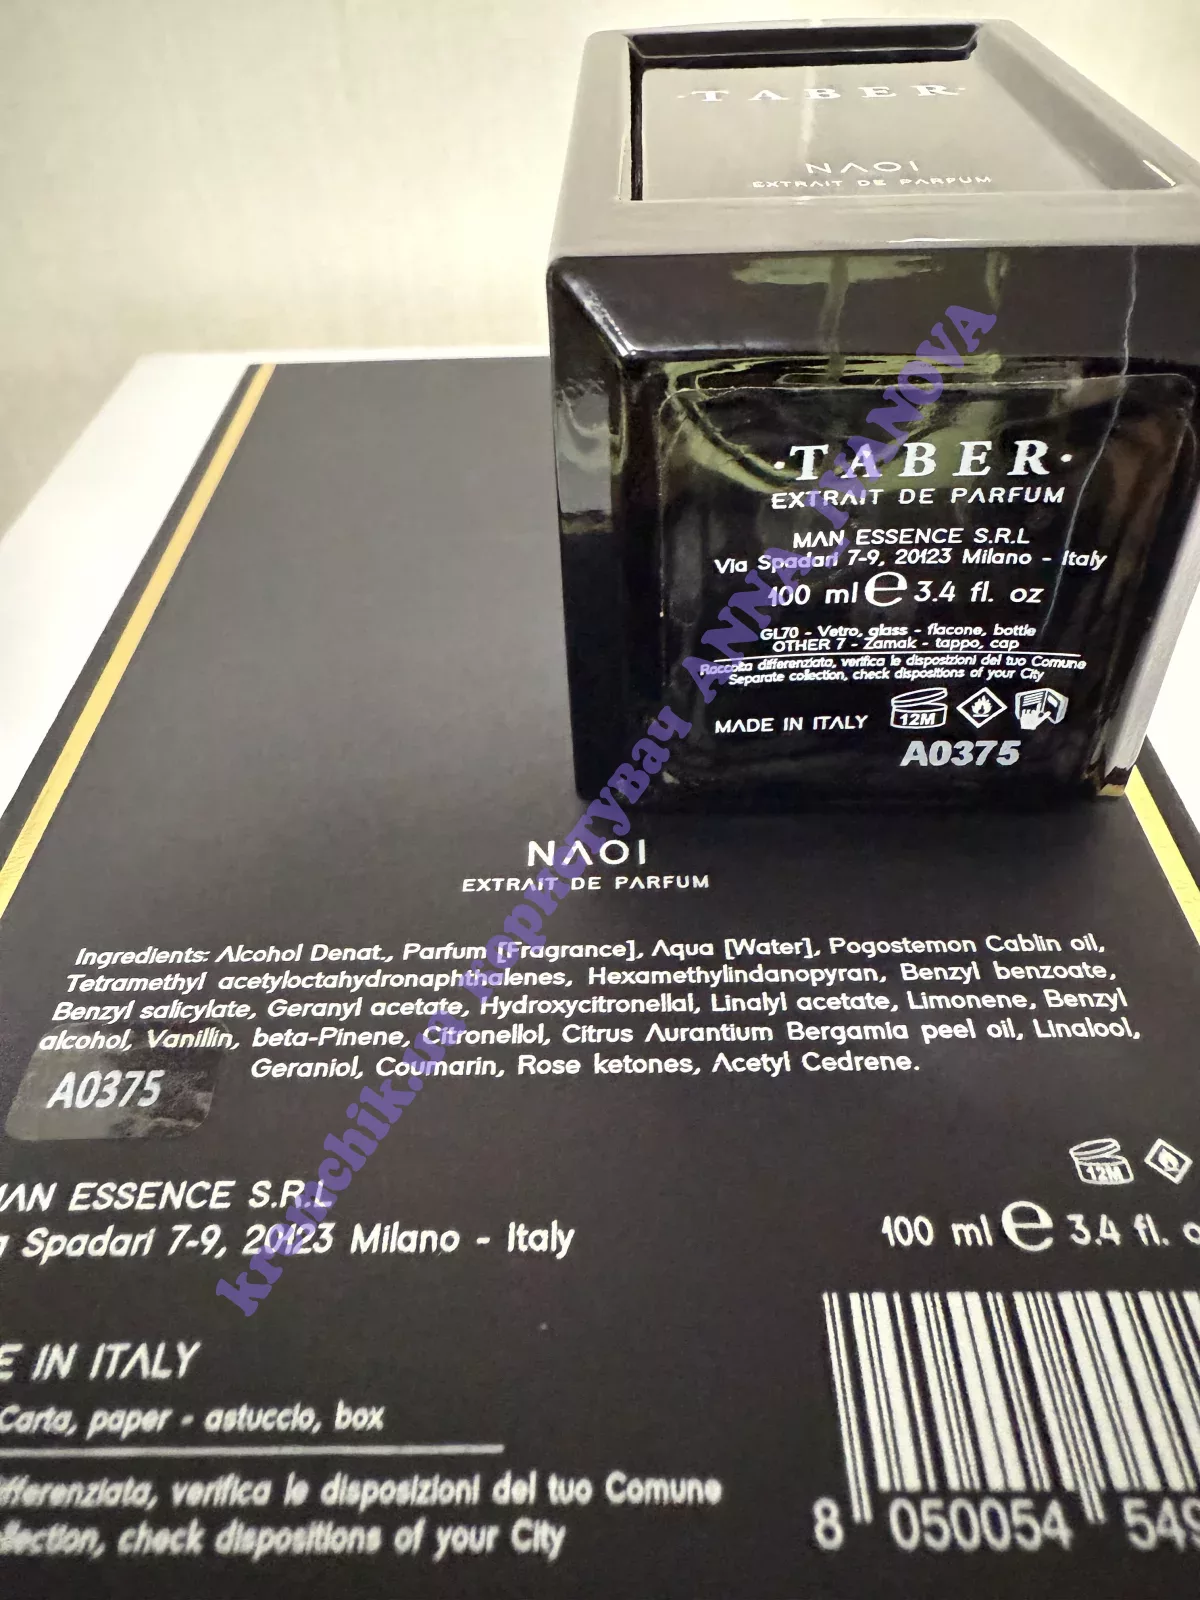 ·TABER·
NAOI
EXTRAIT DE PARFUM
·TABER·
EXTRAIT DE PARFUM
MAN ESSENCE S.R.L
Via Spadari 7-9, 20123 Milano - Italy
100 ml e 3.4 fl. oz
GL70 - Vetro, glass - flacone, bottle
OTHER 7 - Zamak - tappo, cap
Raccolta differenziata, verifica le disposizioni del tuo Comune
Separate collection, check dispositions of your City
MADE IN ITALY 12M
A0375
NAOI
EXTRAIT DE PARFUM
Ingredients: Alcohol Denat., Parfum [Fragrance], Aqua [Water], Pogostemon Cablin oil,
Tetramethyl acetyloctahydronaphthalenes, Hexamethylindanopyran, Benzyl benzoate,
Benzyl salicylate, Geranyl acetate, Hydroxycitronellal, Linalyl acetate, Limonene, Benzyl
alcohol, Vanillin, beta-Pinene, Citronellol, Citrus Aurantium Bergamia peel oil, Linalool,
Geraniol, Coumarin, Rose ketones, Acetyl Cedrene.
A0375
12M
MAN ESSENCE S.R.L
Spadari 7-9, 20123 Milano - Italy
100 ml e 3.4 fl.
E IN ITALY
Carta, paper - astuccio, box
fferenziata, verifica le disposizioni del tuo Comune
llection, check dispositions of your City
8 050054 549
ANNA IVANOVA